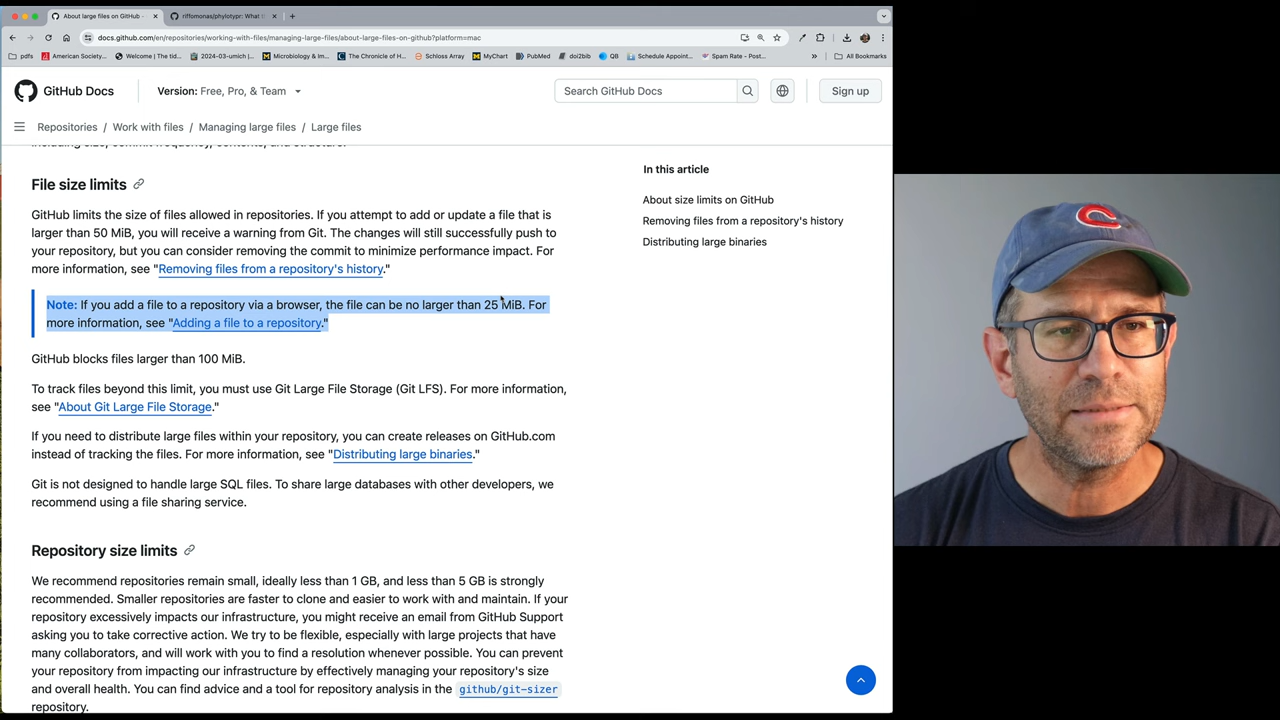 About large files on GitHub -
riffomonas/phylotypr: What t
docs.github.com/en/repositories/working-with-files/managing-large-files/about-large-files-on-github?platform=mac
pdfs
American Society...
Welcome | The tid...
2024-03-umich |...
Microbiology & Im...
The Chronicle of H...
Schloss Array
MyChart
PubMed
doi2bib
QB
Schedule Appoint...
Spam Rate - Post...
»
All Bookmarks
GitHub Docs
Version: Free, Pro, & Team
Search GitHub Docs
Sign up
Repositories / Work with files / Managing large files / Large files
including size, commit frequency, contents, and structure.
File size limits
GitHub limits the size of files allowed in repositories. If you attempt to add or update a file that is
larger than 50 MiB, you will receive a warning from Git. The changes will still successfully push to
your repository, but you can consider removing the commit to minimize performance impact. For
more information, see "Removing files from a repository's history."
Note: If you add a file to a repository via a browser, the file can be no larger than 25 MiB. For
more information, see "Adding a file to a repository."
GitHub blocks files larger than 100 MiB.
To track files beyond this limit, you must use Git Large File Storage (Git LFS). For more information,
see "About Git Large File Storage."
If you need to distribute large files within your repository, you can create releases on GitHub.com
instead of tracking the files. For more information, see "Distributing large binaries."
Git is not designed to handle large SQL files. To share large databases with other developers, we
recommend using a file sharing service.
Repository size limits
We recommend repositories remain small, ideally less than 1 GB, and less than 5 GB is strongly
recommended. Smaller repositories are faster to clone and easier to work with and maintain. If your
repository excessively impacts our infrastructure, you might receive an email from GitHub Support
asking you to take corrective action. We try to be flexible, especially with large projects that have
many collaborators, and will work with you to find a resolution whenever possible. You can prevent
your repository from impacting our infrastructure by effectively managing your repository's size
and overall health. You can find advice and a tool for repository analysis in the github/git-sizer
repository.
In this article
About size limits on GitHub
Removing files from a repository's history
Distributing large binaries
C